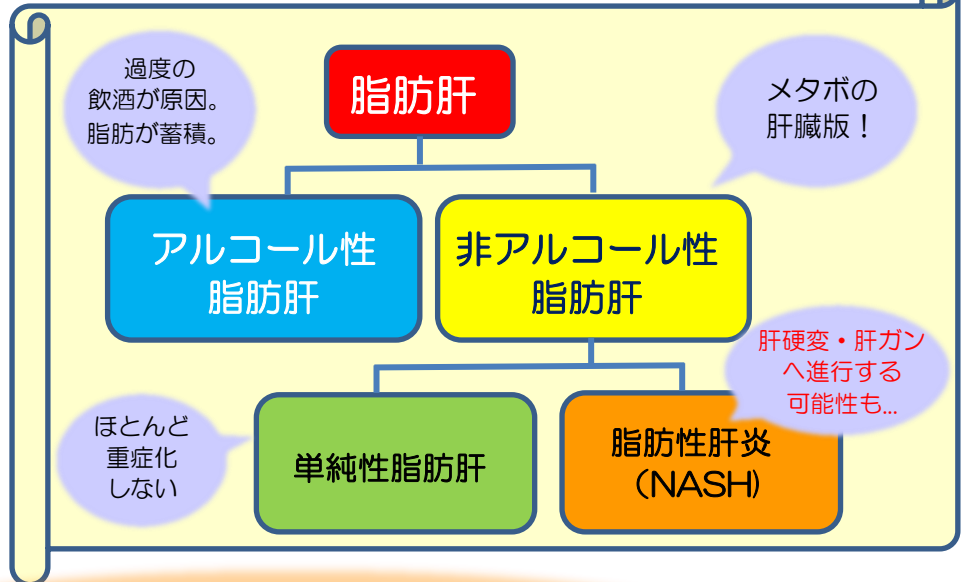 脂肪肝
過度の
飲酒が原因。
脂肪が蓄積。
メタボの
肝臓版！
アルコール性
脂肪肝
非アルコール性
脂肪肝
肝硬変・肝ガン
へ進行する
可能性も...
ほとんど
重症化
しない
単純性脂肪肝
脂肪性肝炎
（NASH)